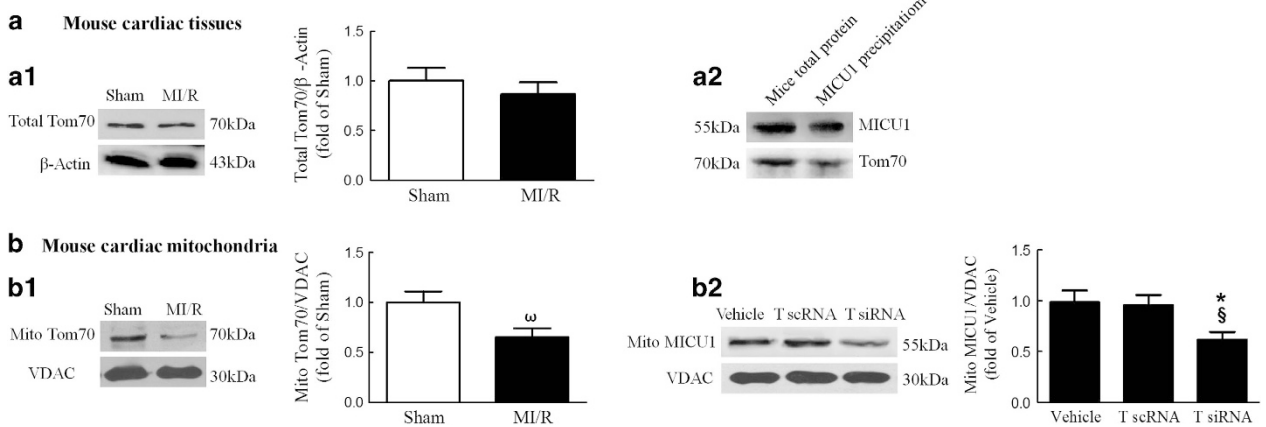 a Mouse cardiac tissues
a1
Sham MI/R
Total Tom70 70kDa
β-Actin 43kDa
Total Tom70/β -Actin
(fold of Sham)
1.5
1.0
0.5
0.0
Sham MI/R
a2
Mice total protein
MICU1 precipitation
55kDa MICU1
70kDa Tom70
b Mouse cardiac mitochondria
b1
Sham MI/R
Mito Tom70 70kDa
VDAC 30kDa
Mito Tom70/VDAC
(fold of Sham)
1.5
1.0
0.5
0.0
ω
Sham MI/R
b2
Vehicle T scRNA T siRNA
Mito MICU1 55kDa
VDAC 30kDa
Mito MICU1/VDAC
(fold of Vehicle)
1.5
1.0
0.5
0.0
*
§
Vehicle T scRNA T siRNA